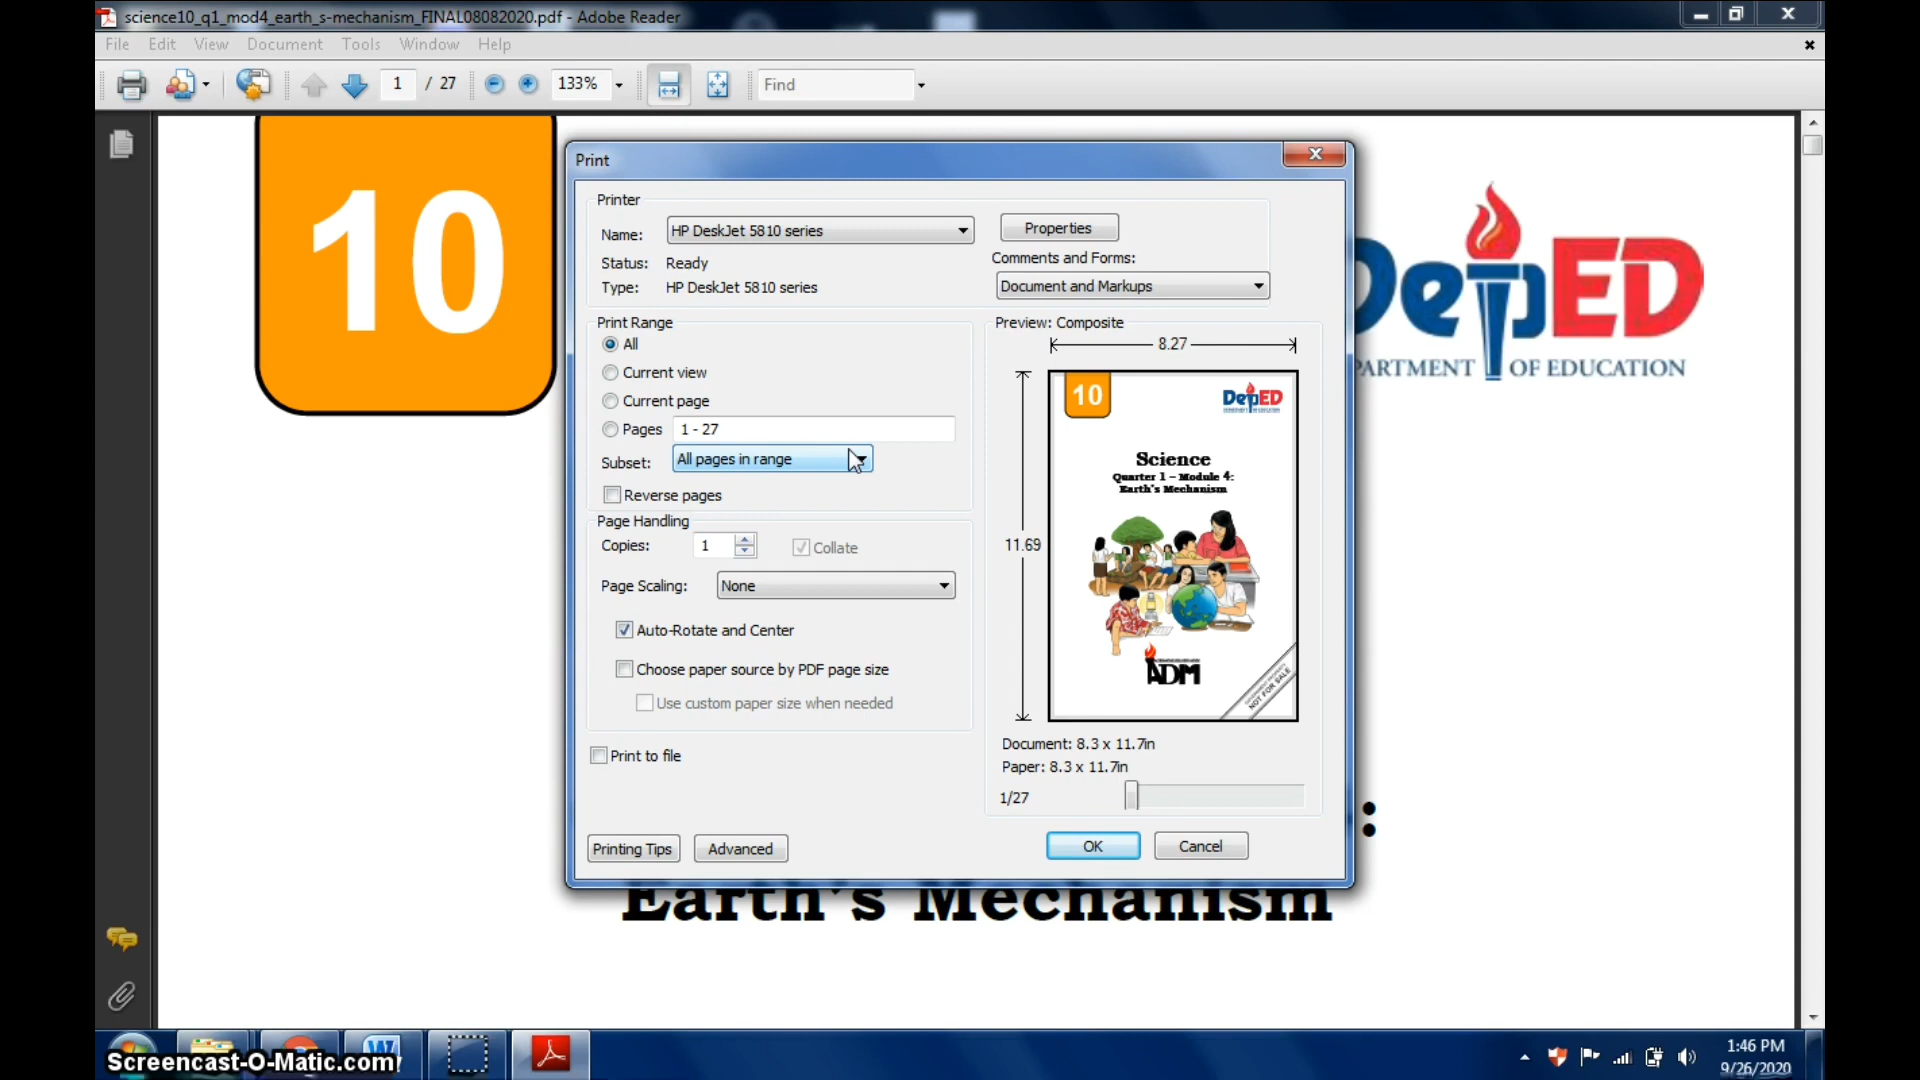 science10_q1_mod4_earth_s-mechanism_FINAL08082020.pdf - Adobe Reader
File Edit View Document Tools Window Help
1 / 27 133% Find
10
DepED
PARTMENT OF EDUCATION
Print
Printer
Name: HP DeskJet 5810 series Properties
Status: Ready Comments and Forms:
Type: HP DeskJet 5810 series Document and Markups
Print Range
All
Current view
Current page
Pages 1 - 27
Subset: All pages in range
Reverse pages
Page Handling
Copies: 1 Collate
Page Scaling: None
Auto-Rotate and Center
Choose paper source by PDF page size
Use custom paper size when needed
Print to file
Preview: Composite
8.27
11.69
10
DepED
Science
Quarter 1 – Module 4:
Earth's Mechanism
ADM
GOVERNMENT PROPERTY
NOT FOR SALE
Document: 8.3 x 11.7in
Paper: 8.3 x 11.7in
1/27
Printing Tips Advanced OK Cancel
:
Earth's Mechanism
Screencast-O-Matic.com
1:46 PM
9/26/2020